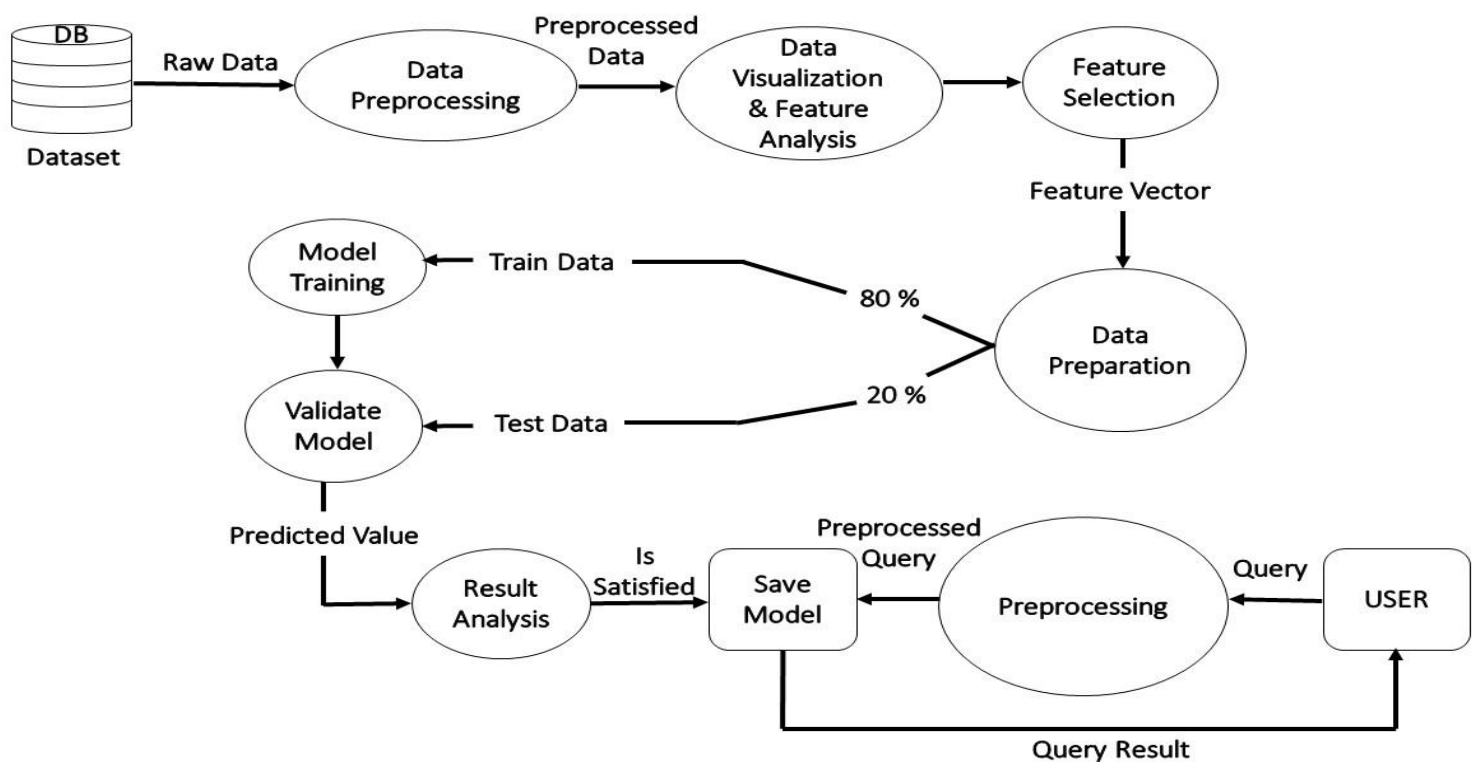 DB
Dataset
Raw Data
Data
Preprocessing
Preprocessed
Data
Data
Visualization
& Feature
Analysis
Feature
Selection
Feature Vector
Data
Preparation
80 %
Train Data
Model
Training
20 %
Test Data
Validate
Model
Predicted Value
Result
Analysis
Is
Satisfied
Save
Model
Preprocessed
Query
Preprocessing
Query
USER
Query Result